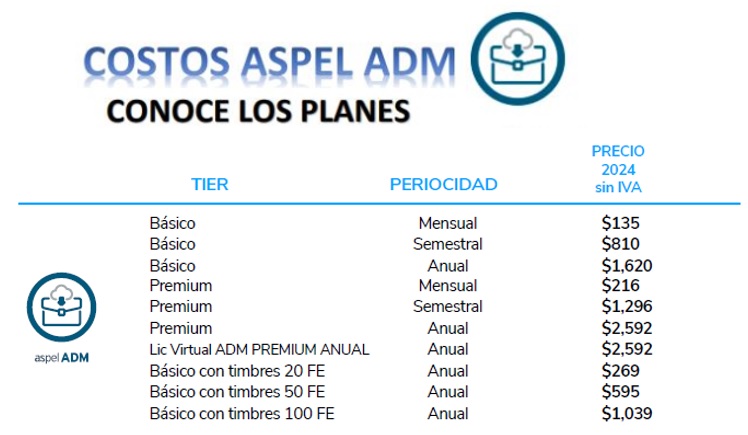 COSTOS ASPEL ADM
CONOCE LOS PLANES
TIER PERIOCIDAD PRECIO 2024 sin IVA
Básico Mensual $135
Básico Semestral $810
Básico Anual $1,620
Premium Mensual $216
Premium Semestral $1,296
Premium Anual $2,592
Lic Virtual ADM PREMIUM ANUAL Anual $2,592
Básico con timbres 20 FE Anual $269
Básico con timbres 50 FE Anual $595
Básico con timbres 100 FE Anual $1,039
aspel ADM